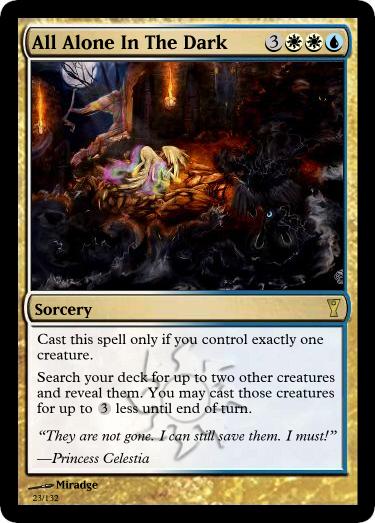 All Alone In The Dark 3
Sorcery
Cast this spell only if you control exactly one
creature.
Search your deck for up to two other creatures
and reveal them. You may cast those creatures
for up to 3 less until end of turn.
“They are not gone. I can still save them. I must!”
—Princess Celestia
Miradge
23/132